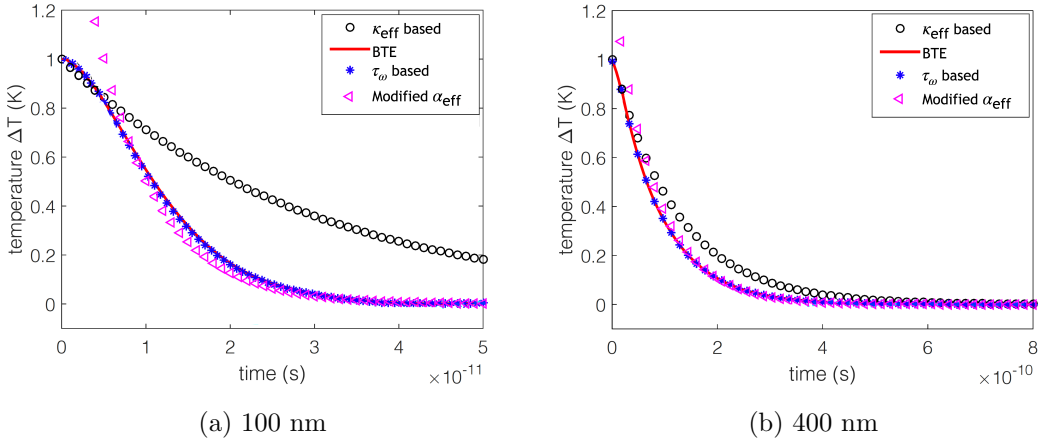 κeff based
BTE
τω based
Modified αeff
temperature ΔT (K)
1.2
1
0.8
0.6
0.4
0.2
0
-0.2
0 1 2 3 4 5
time (s)
×10-11
(a) 100 nm
κeff based
BTE
τω based
Modified αeff
temperature ΔT (K)
1.2
1
0.8
0.6
0.4
0.2
0
0 2 4 6 8
time (s)
×10-10
(b) 400 nm